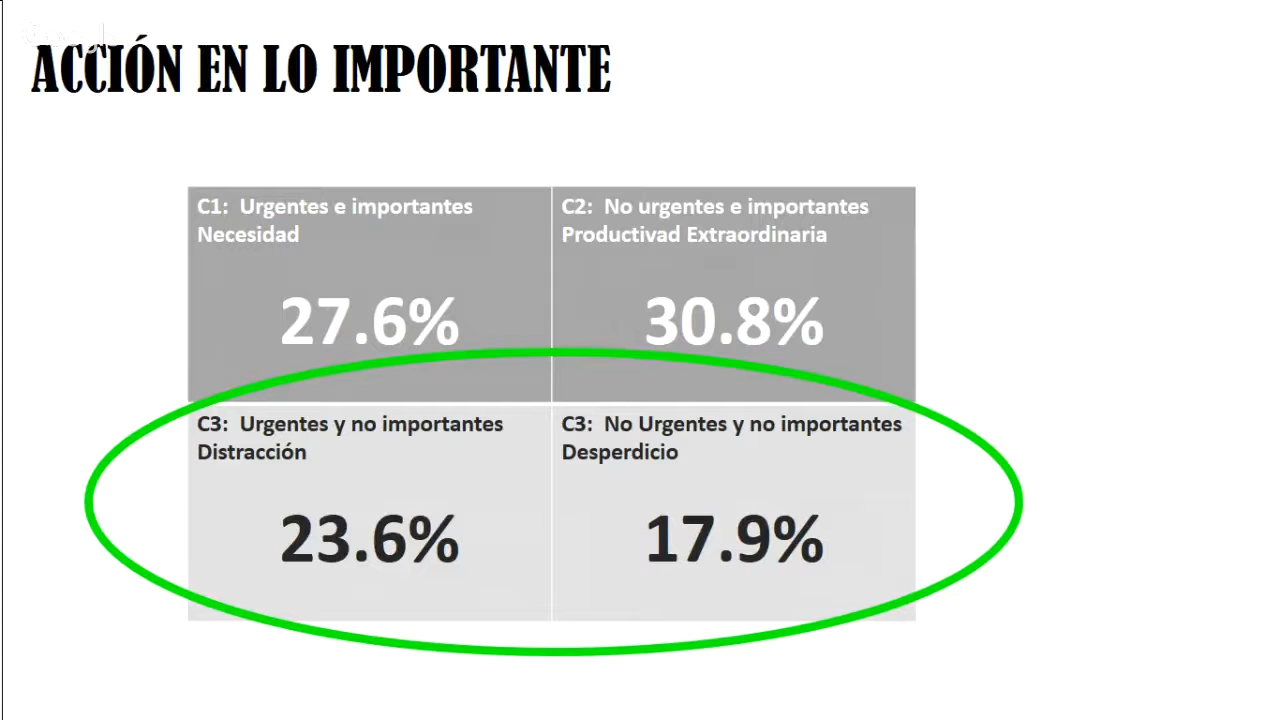 Google
ACCIÓN EN LO IMPORTANTE
C1: Urgentes e importantes
Necesidad
27.6%
C2: No urgentes e importantes
Productivad Extraordinaria
30.8%
C3: Urgentes y no importantes
Distracción
23.6%
C3: No Urgentes y no importantes
Desperdicio
17.9%